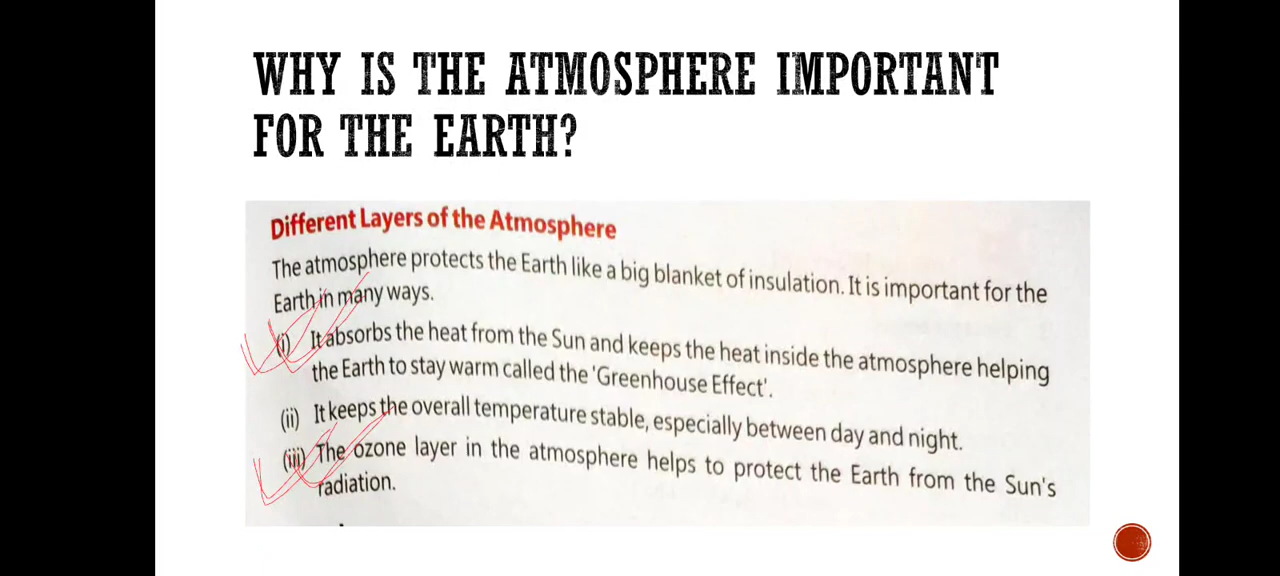 WHY IS THE ATMOSPHERE IMPORTANT
FOR THE EARTH?
Different Layers of the Atmosphere
The atmosphere protects the Earth like a big blanket of insulation. It is important for the
Earth in many ways.
(i) It absorbs the heat from the Sun and keeps the heat inside the atmosphere helping
the Earth to stay warm called the 'Greenhouse Effect'.
(ii) It keeps the overall temperature stable, especially between day and night.
(iii) The ozone layer in the atmosphere helps to protect the Earth from the Sun's
radiation.